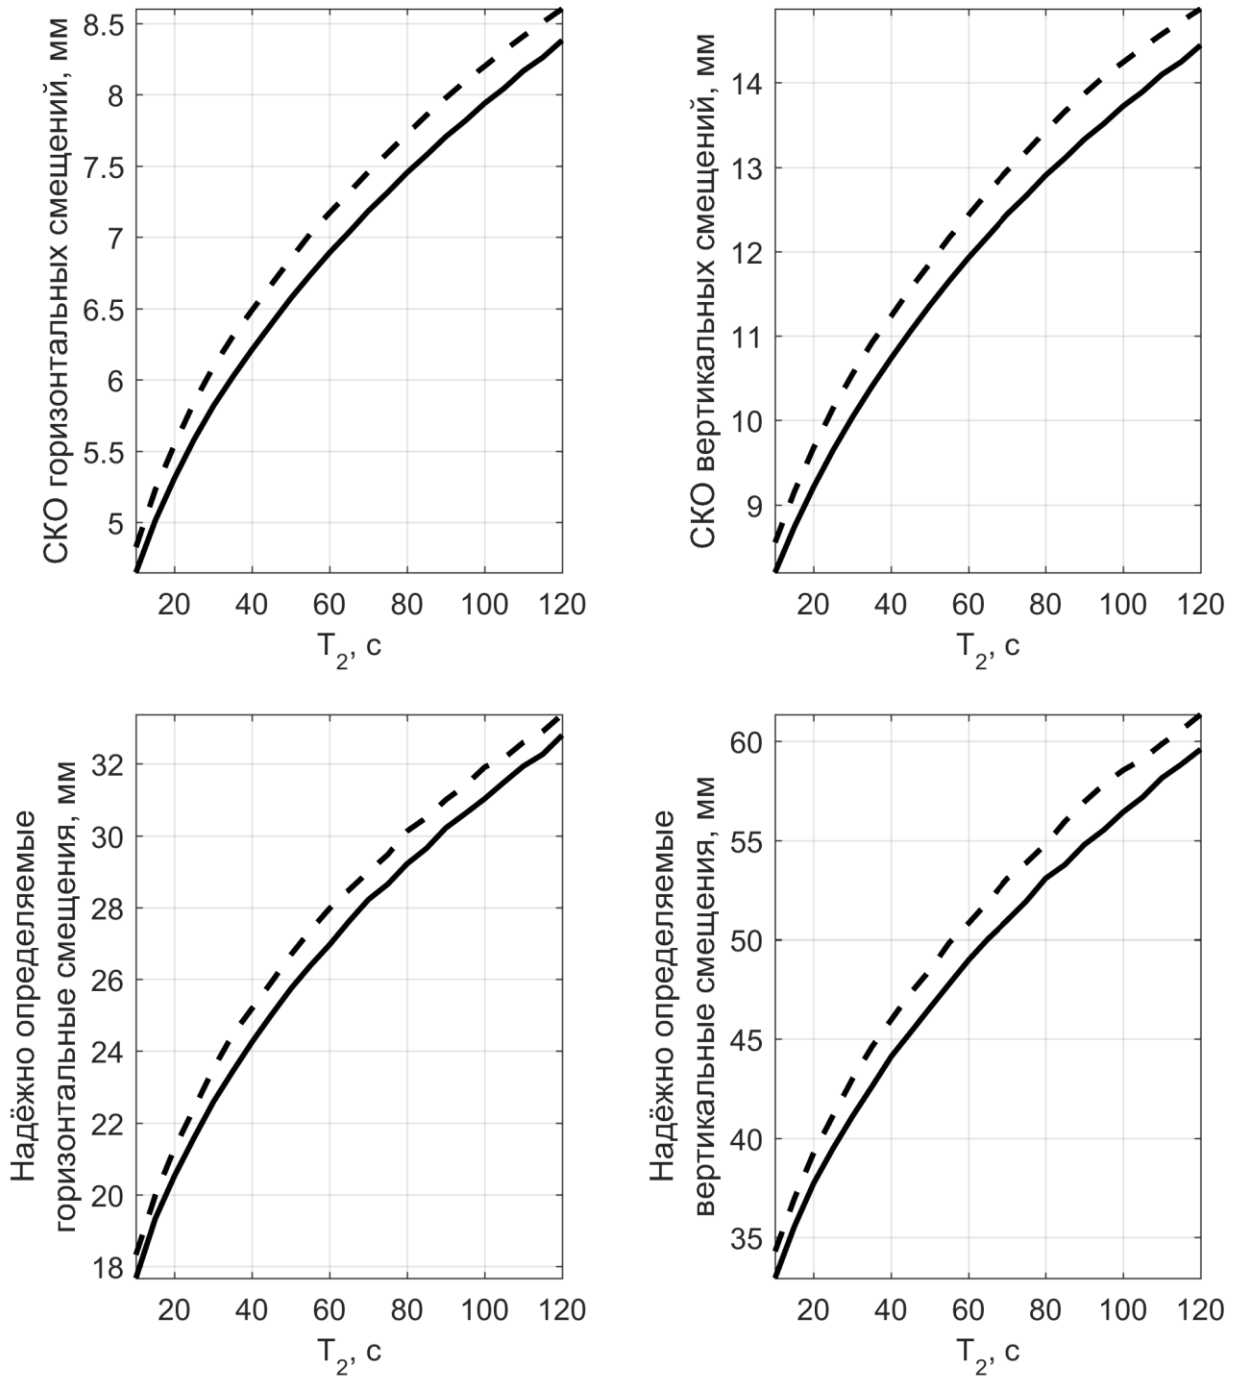 СКО горизонтальных смещений, мм
8.5
8
7.5
7
6.5
6
5.5
5
20 40 60 80 100 120
T2, с
СКО вертикальных смещений, мм
14
13
12
11
10
9
20 40 60 80 100 120
T2, с
Надёжно определяемые
горизонтальные смещения, мм
32
30
28
26
24
22
20
18
20 40 60 80 100 120
T2, с
Надёжно определяемые
вертикальные смещения, мм
60
55
50
45
40
35
20 40 60 80 100 120
T2, с